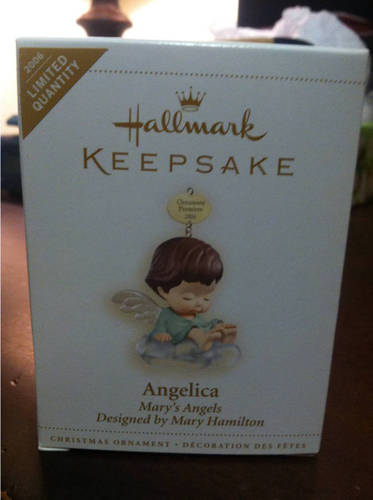 2006
LIMITED
QUANTITY
Hallmark
KEEPSAKE
Ornament
Premiere
2006
Angelica
Mary's Angels
Designed by Mary Hamilton
CHRISTMAS ORNAMENT • DÉCORATION DES FÊTES